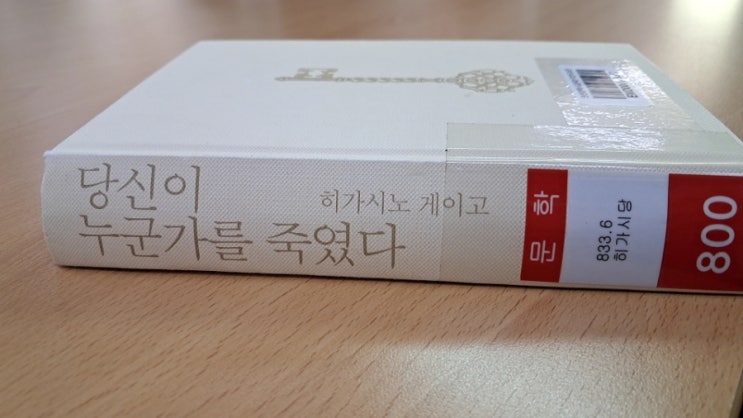 당신이
누군가를 죽였다
히가시노 게이고
문학
833.6
히가시당
800